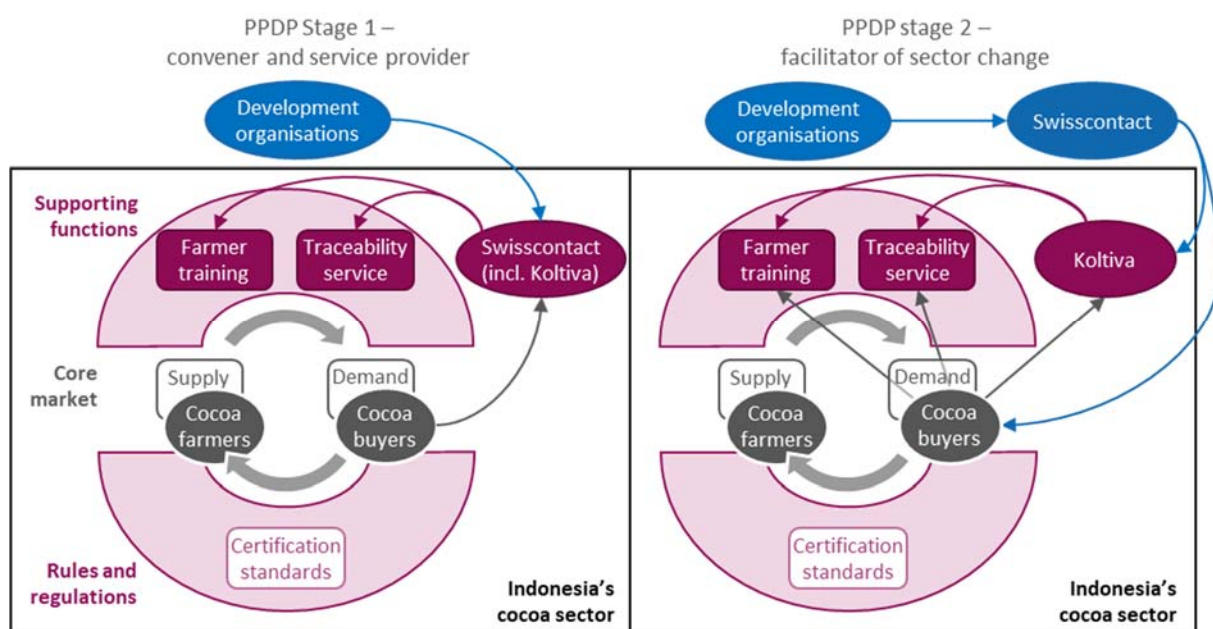 PPDP Stage 1 –
convener and service provider
Development
organisations
Supporting
functions
Farmer
training
Traceability
service
Swisscontact
(incl. Koltiva)
Core
market
Supply
Demand
Cocoa
farmers
Cocoa
buyers
Certification
standards
Rules and
regulations
Indonesia's
cocoa sector
PPDP stage 2 –
facilitator of sector change
Development
organisations
Swisscontact
Farmer
training
Traceability
service
Koltiva
Supply
Demand
Cocoa
farmers
Cocoa
buyers
Certification
standards
Indonesia's
cocoa sector